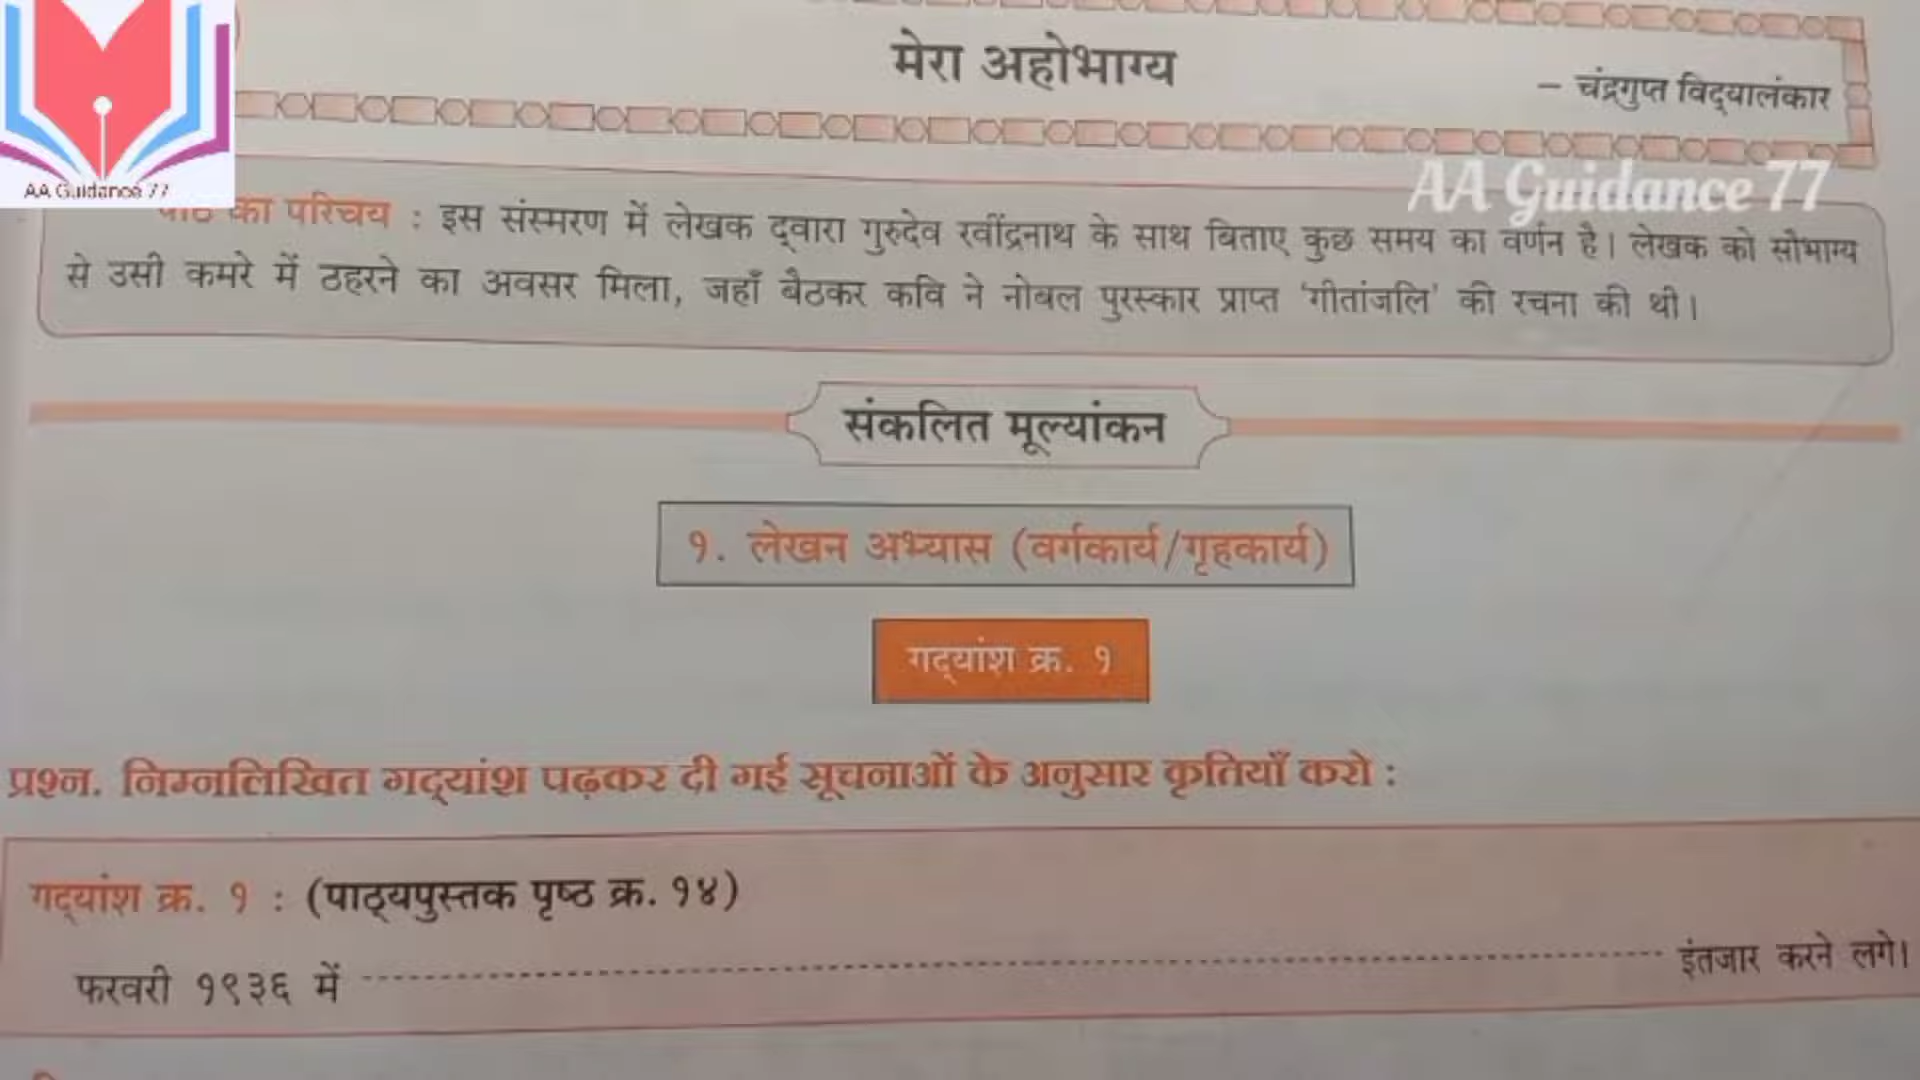 मेरा अहोभाग्य
– चंद्रगुप्त विद्‌यालंकार
AA Guidance 77
AA Guidance 77
पाठ का परिचय : इस संस्मरण में लेखक द्‌वारा गुरुदेव रवींद्रनाथ के साथ बिताए कुछ समय का वर्णन है। लेखक को सौभाग्य
से उसी कमरे में ठहरने का अवसर मिला, जहाँ बैठकर कवि ने नोबल पुरस्कार प्राप्त ‘गीतांजलि’ की रचना की थी।
संकलित मूल्यांकन
१. लेखन अभ्यास (वर्गकार्य/गृहकार्य)
गद्‌यांश क्र. १
प्रश्न. निम्नलिखित गद्‌यांश पढ़कर दी गई सूचनाओं के अनुसार कृतियाँ करो :
गद्‌यांश क्र. १ : (पाठ्यपुस्तक पृष्ठ क्र. १४)
फरवरी १९३६ में ------------------------------ इंतजार करने लगे।